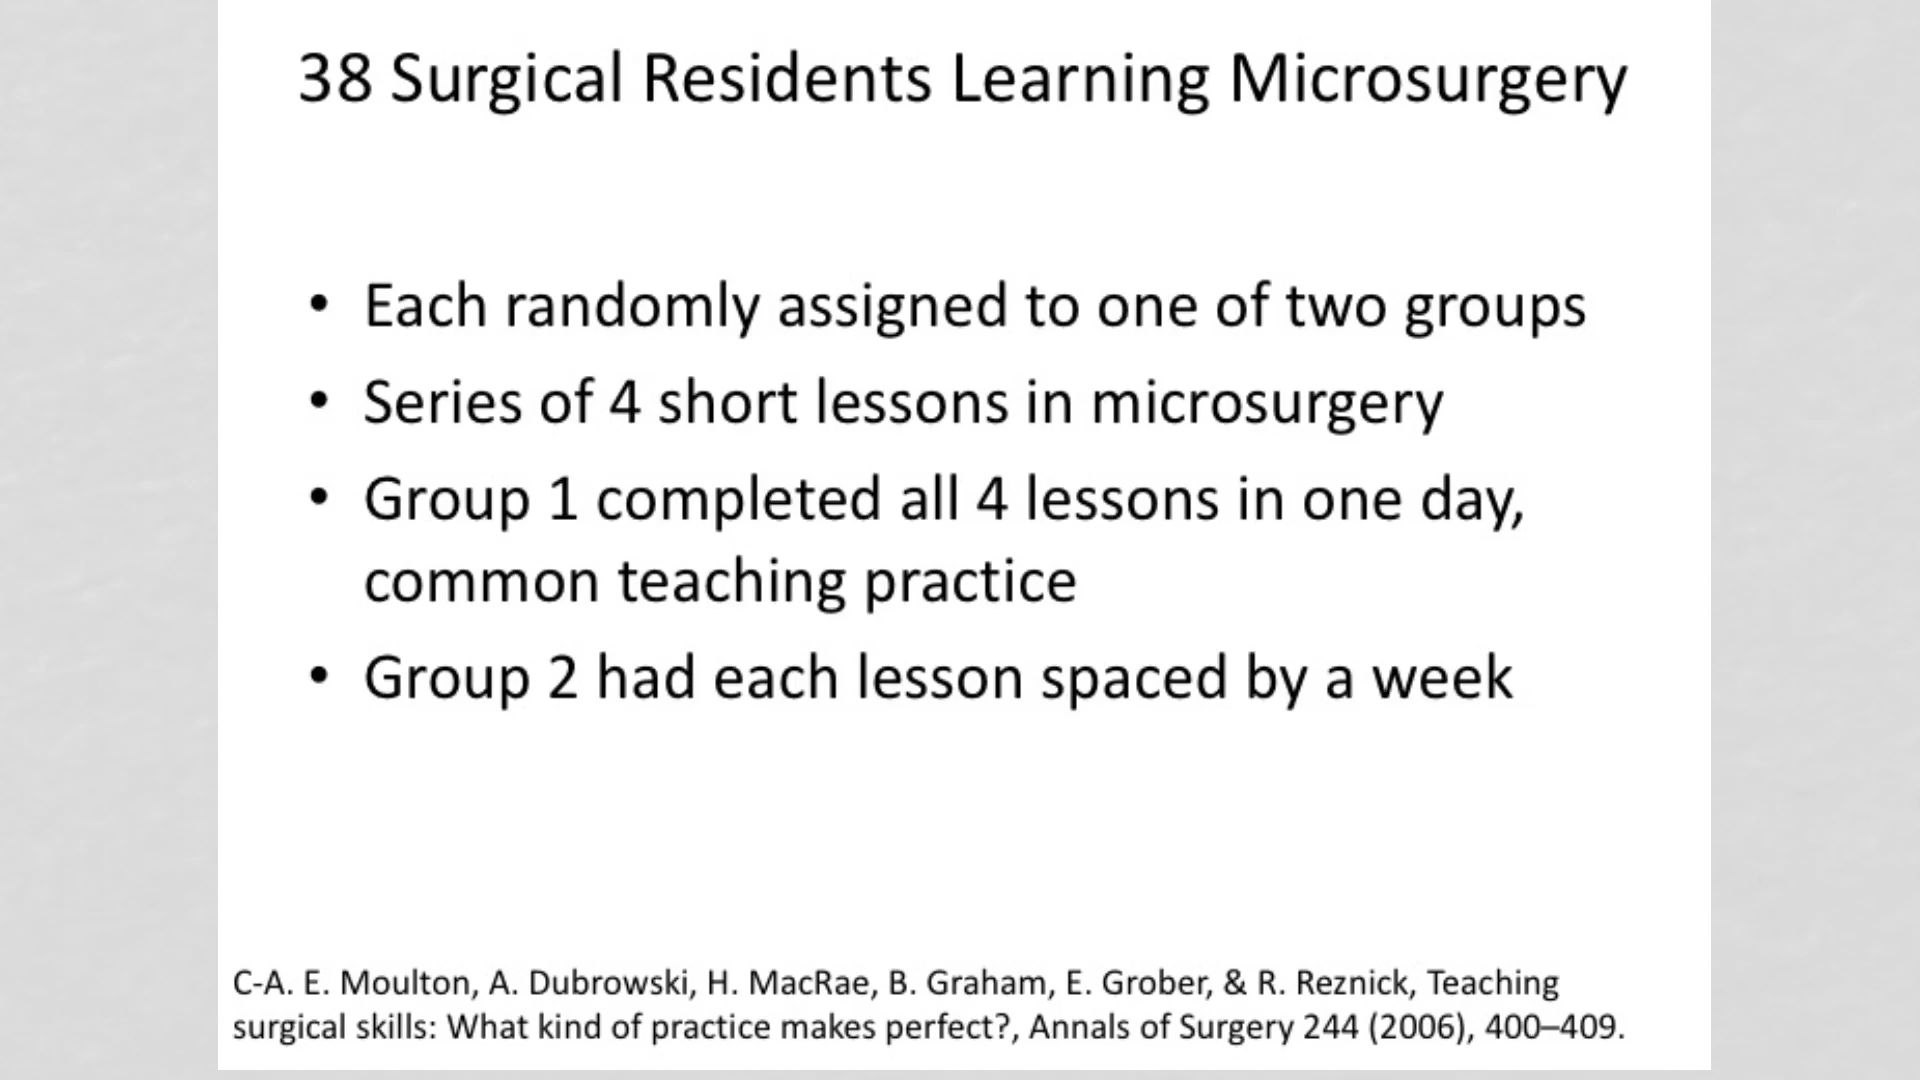 38 Surgical Residents Learning Microsurgery
• Each randomly assigned to one of two groups
• Series of 4 short lessons in microsurgery
• Group 1 completed all 4 lessons in one day,
common teaching practice
• Group 2 had each lesson spaced by a week
C-A. E. Moulton, A. Dubrowski, H. MacRae, B. Graham, E. Grober, & R. Reznick, Teaching
surgical skills: What kind of practice makes perfect?, Annals of Surgery 244 (2006), 400–409.